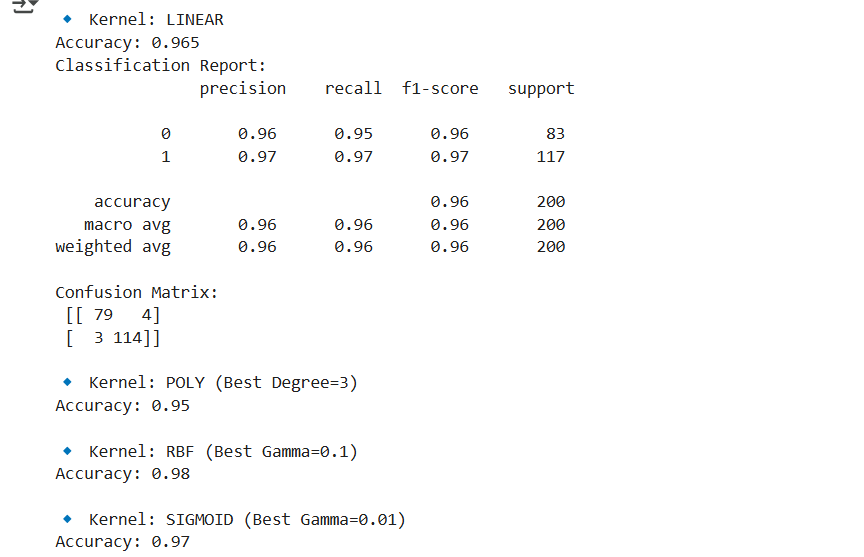 🔹 Kernel: LINEAR
Accuracy: 0.965
Classification Report:
              precision    recall  f1-score   support

           0       0.96      0.95      0.96        83
           1       0.97      0.97      0.97       117

    accuracy                           0.96       200
   macro avg       0.96      0.96      0.96       200
weighted avg       0.96      0.96      0.96       200

Confusion Matrix:
 [[ 79   4]
 [  3 114]]

🔹 Kernel: POLY (Best Degree=3)
Accuracy: 0.95

🔹 Kernel: RBF (Best Gamma=0.1)
Accuracy: 0.98

🔹 Kernel: SIGMOID (Best Gamma=0.01)
Accuracy: 0.97